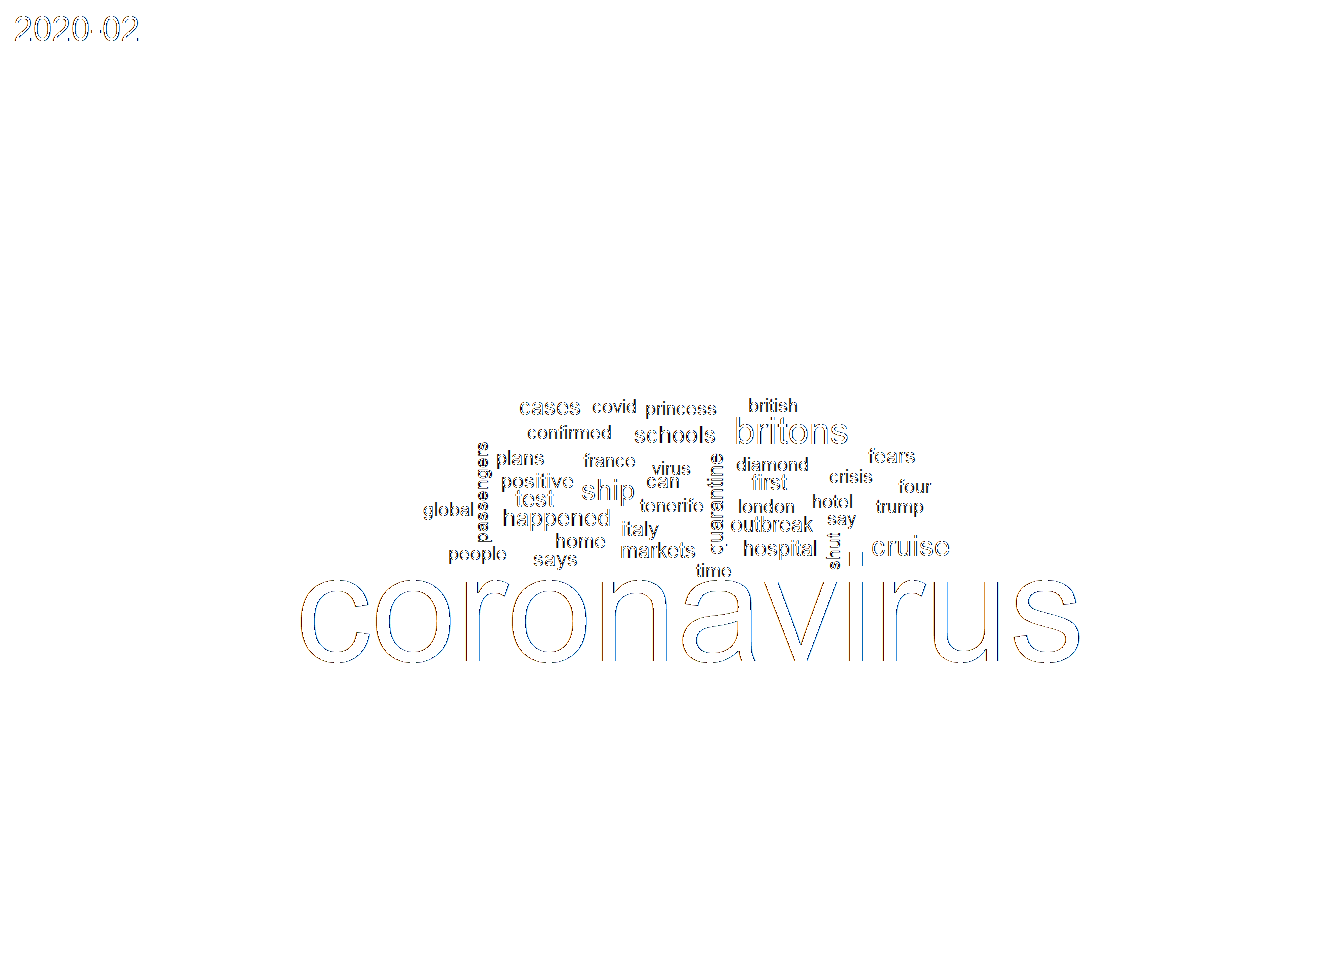 2020-02
cases covid princess british
confirmed schools britons
passengers plans france virus quarantine diamond fears
positive ship can first crisis four
global test tenerife london hotel trump
happened italy outbreak say
home markets hospital shut cruise
people says time
coronavirus